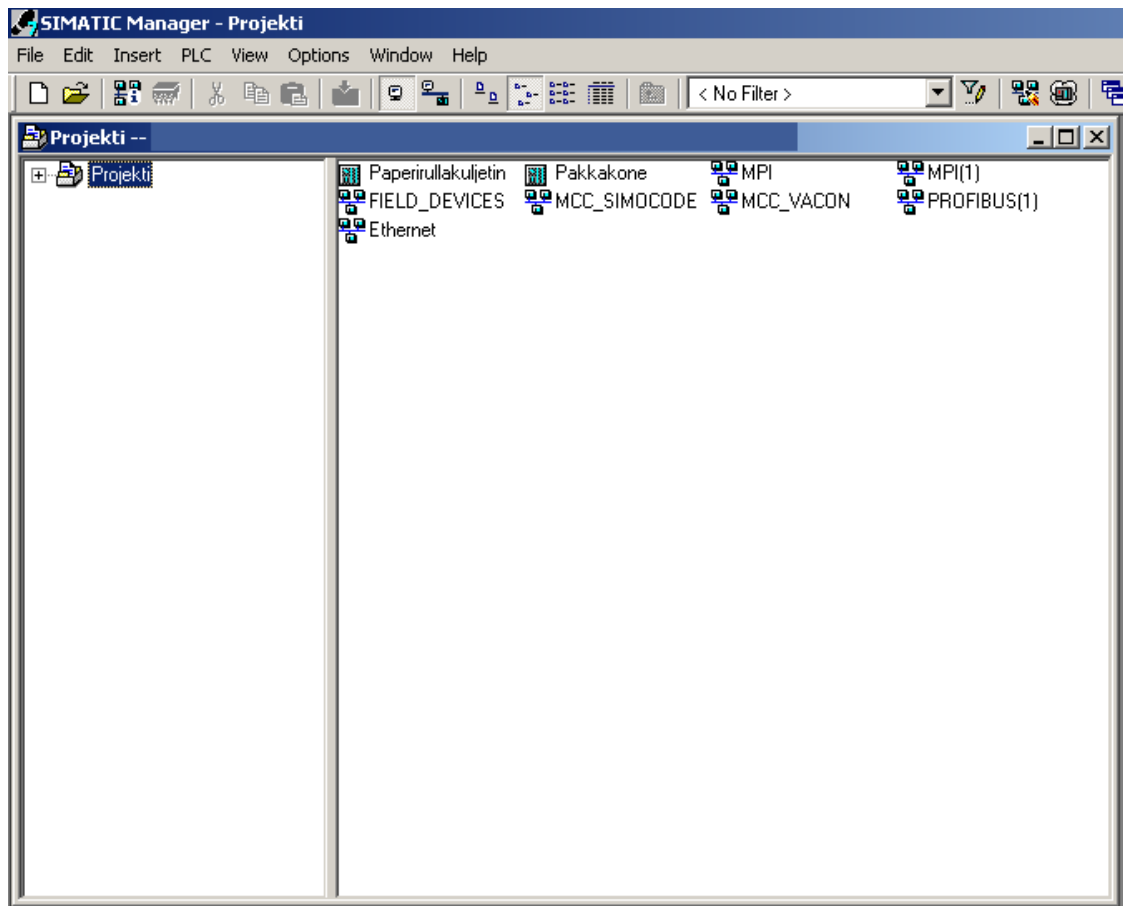 SIMATIC Manager - Projekti
File Edit Insert PLC View Options Window Help
< No Filter >
Projekti --
Projekti
Paperirullakuljetin Pakkakone MPI MPI(1)
FIELD_DEVICES MCC_SIMOCODE MCC_VACON PROFIBUS(1)
Ethernet